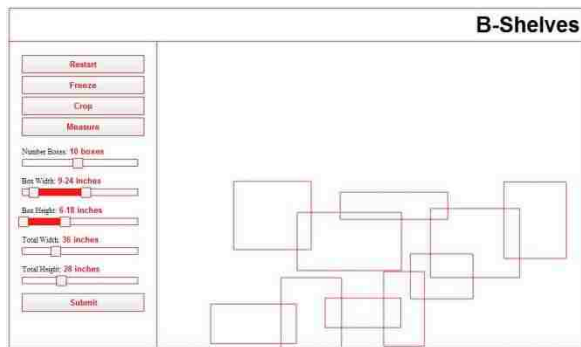 B-Shelves
Restart
Freeze
Crop
Measure
Number Boxes: 10 boxes
Box Width: 9-24 inches
Box Height: 6-18 inches
Total Width: 36 inches
Total Height: 28 inches
Submit